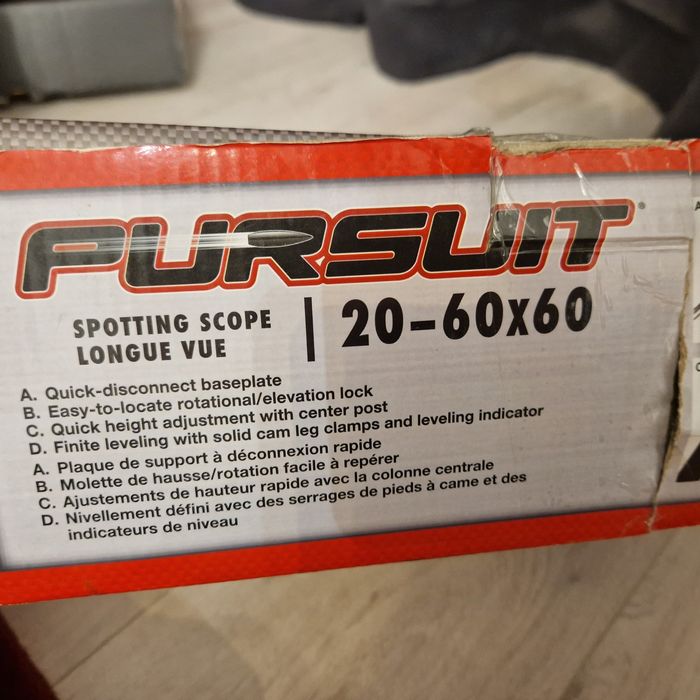 PURSUIT®
SPOTTING SCOPE
LONGUE VUE
20-60x60
A. Quick-disconnect baseplate
B. Easy-to-locate rotational/elevation lock
C. Quick height adjustment with center post
D. Finite leveling with solid cam leg clamps and leveling indicator
A. Plaque de support à déconnexion rapide
B. Molette de hausse/rotation facile à repérer
C. Ajustements de hauteur rapide avec la colonne centrale
D. Nivellement défini avec des serrages de pieds à came et des
indicateurs de niveau